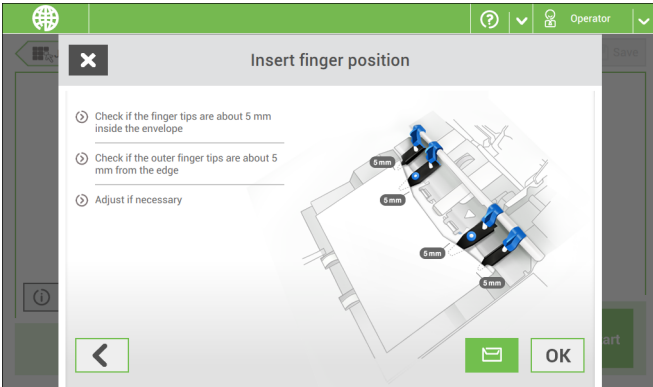 Operator
Save
Insert finger position
Check if the finger tips are about 5 mm
inside the envelope
Check if the outer finger tips are about 5
mm from the edge
Adjust if necessary
5 mm
5 mm
5 mm
5 mm
art
OK